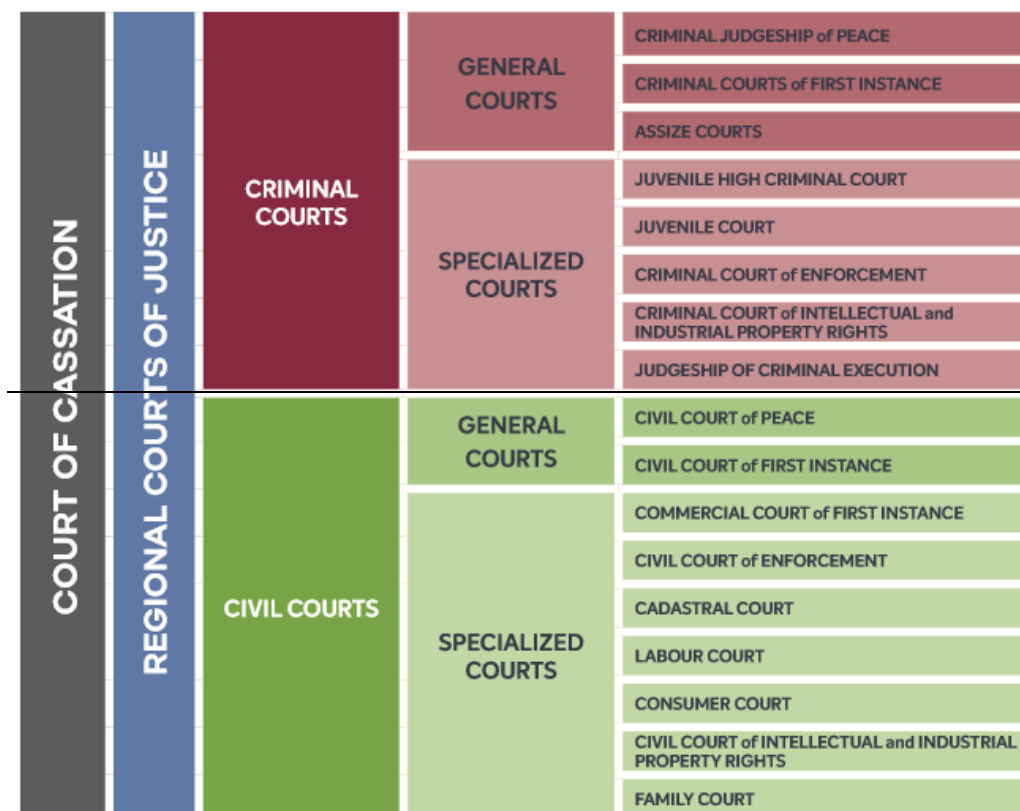 COURT OF CASSATION
REGIONAL COURTS OF JUSTICE
CRIMINAL
COURTS
GENERAL
COURTS
CRIMINAL JUDGESHIP of PEACE
CRIMINAL COURTS of FIRST INSTANCE
ASSIZE COURTS
SPECIALIZED
COURTS
JUVENILE HIGH CRIMINAL COURT
JUVENILE COURT
CRIMINAL COURT of ENFORCEMENT
CRIMINAL COURT of INTELLECTUAL and
INDUSTRIAL PROPERTY RIGHTS
JUDGESHIP OF CRIMINAL EXECUTION
CIVIL COURTS
GENERAL
COURTS
CIVIL COURT of PEACE
CIVIL COURT of FIRST INSTANCE
SPECIALIZED
COURTS
COMMERCIAL COURT of FIRST INSTANCE
CIVIL COURT of ENFORCEMENT
CADASTRAL COURT
LABOUR COURT
CONSUMER COURT
CIVIL COURT of INTELLECTUAL and INDUSTRIAL
PROPERTY RIGHTS
FAMILY COURT